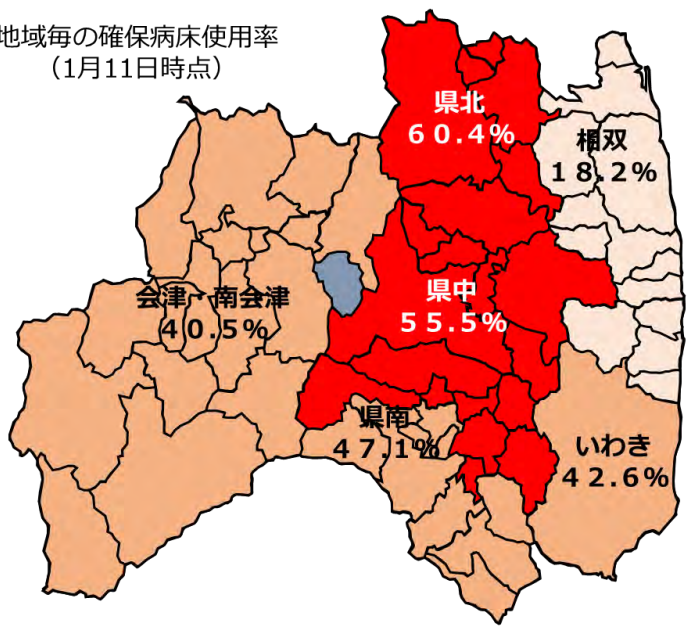 地域毎の確保病床使用率
（1月11日時点）
県北
６０.４%
相双
１８.２%
会津・南会津
４０.５%
県中
５５.５%
県南
４７.１%
いわき
４２.６%